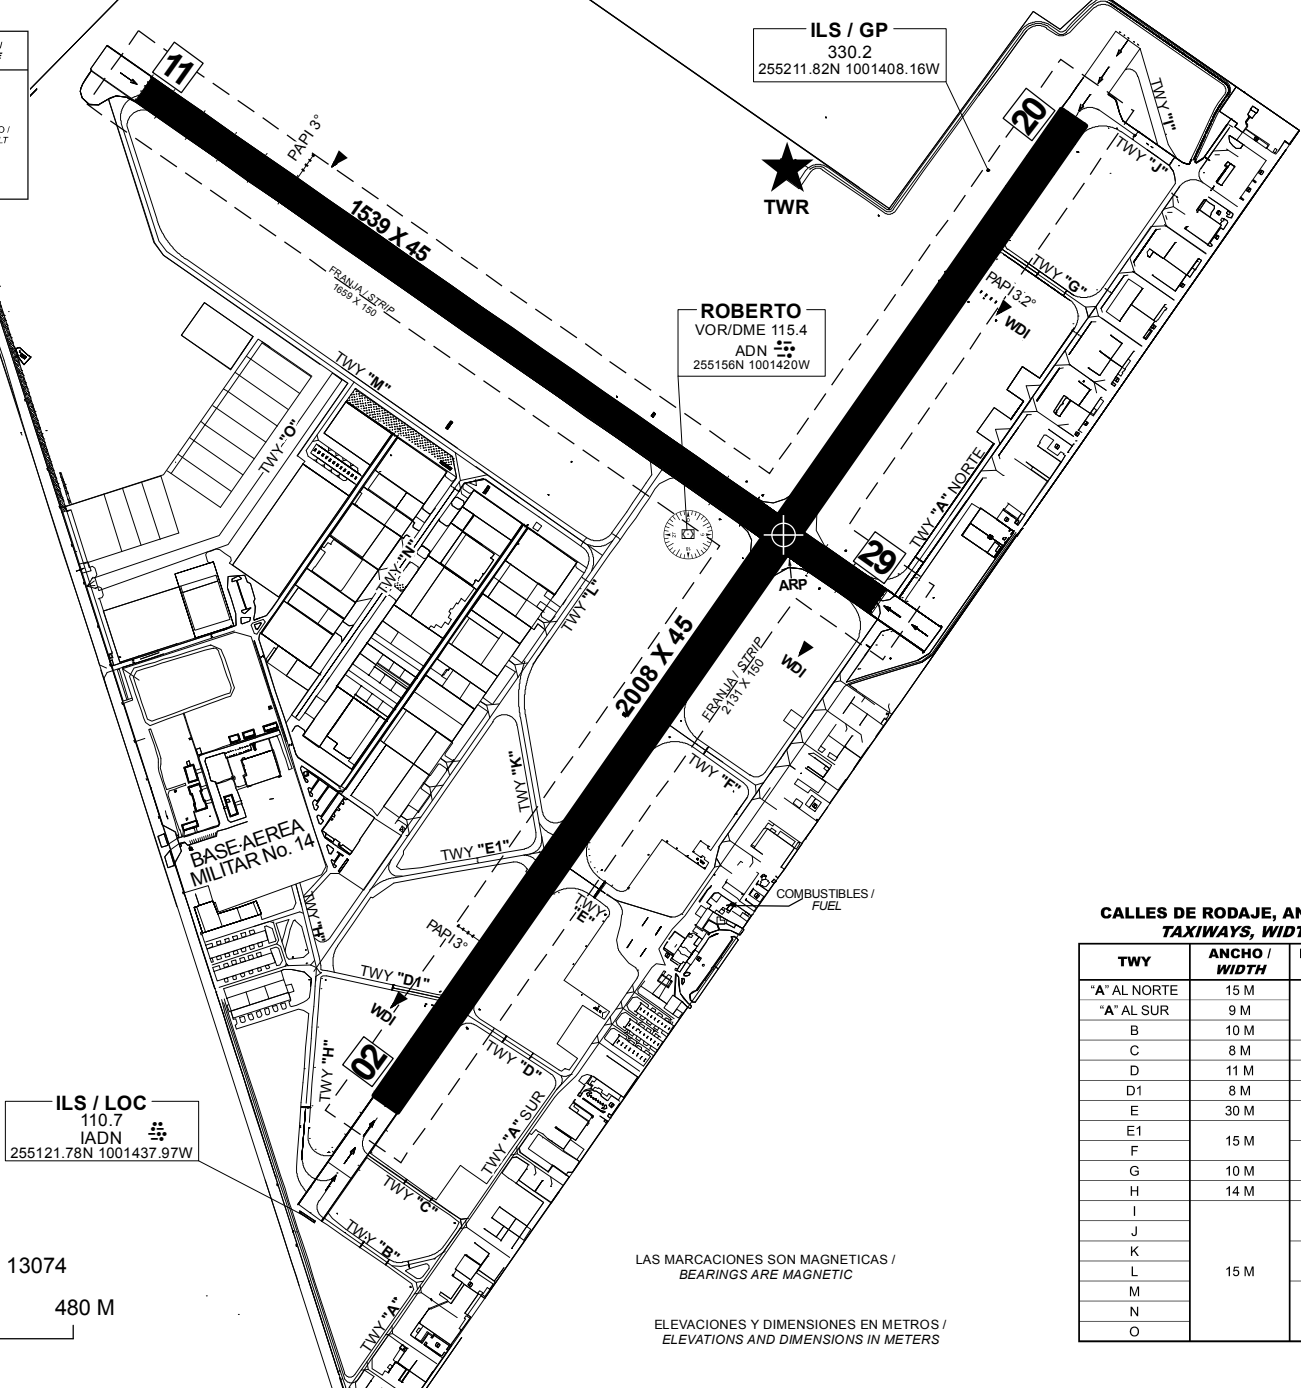 ILS / GP
330.2
255211.82N 1001408.16W
11
20
TWY "I"
TWY "J"
PAPI 3°
TWR
1539 X 45
FRANJA / STRIP
1659 X 150
TWY "G"
PAPI 3.2°
WDI
ROBERTO
VOR/DME 115.4
ADN
255156N 1001420W
TWY "M"
TWY "O"
TWY "A" NORTE
29
TWY "N"
TWY "L"
ARP
2008 X 45
FRANJA / STRIP
2131 X 150
WDI
TWY "K"
TWY "F"
BASE AEREA
MILITAR No. 14
TWY "E1"
COMBUSTIBLES /
FUEL
TWY "H"
TWY "E"
PAPI 3°
TWY "D1"
WDI
TWY "H"
02
TWY "D"
TWY "A" SUR
ILS / LOC
110.7
IADN
255121.78N 1001437.97W
TWY "C"
TWY "B"
TWY "A"
13074
480 M
LAS MARCACIONES SON MAGNETICAS /
BEARINGS ARE MAGNETIC
ELEVACIONES Y DIMENSIONES EN METROS /
ELEVATIONS AND DIMENSIONS IN METERS
CALLES DE RODAJE, AN
TAXIWAYS, WIDT
TWY ANCHO /
WIDTH
"A" AL NORTE 15 M
"A" AL SUR 9 M
B 10 M
C 8 M
D 11 M
D1 8 M
E 30 M
E1
15 M
F
G 10 M
H 14 M
I
J
K
L 15 M
M
N
O